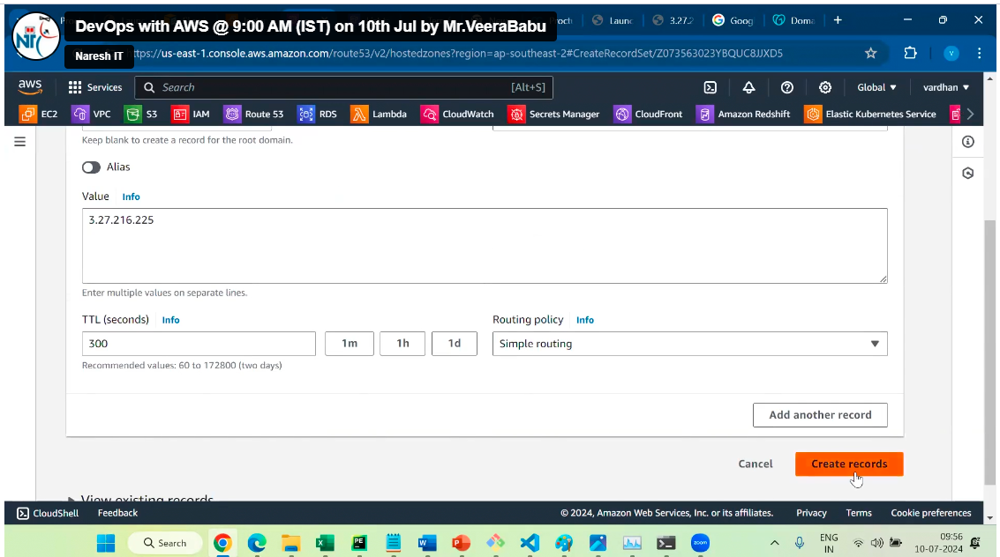 DevOps with AWS @ 9:00 AM (IST) on 10th Jul by Mr.VeeraBabu
Laun
3.27.2
Goog
Doma
Naresh IT
ttps://us-east-1.console.aws.amazon.com/route53/v2/hostedzones?region=ap-southeast-2#CreateRecordSet/Z073563023YBQUC8JJXD5
V
aws
Services
Search
[Alt+S]
Global
vardhan
EC2
VPC
S3
IAM
Route 53
RDS
Lambda
CloudWatch
Secrets Manager
CloudFront
Amazon Redshift
Elastic Kubernetes Service
Keep blank to create a record for the root domain.
Alias
Value Info
3.27.216.225
Enter multiple values on separate lines.
TTL (seconds) Info
Routing policy Info
300
1m
1h
1d
Simple routing
Recommended values: 60 to 172800 (two days)
Add another record
Cancel
Create records
View existing records
CloudShell
Feedback
© 2024, Amazon Web Services, Inc. or its affiliates.
Privacy
Terms
Cookie preferences
Search
zoom
ENG
IN
09:56
10-07-2024